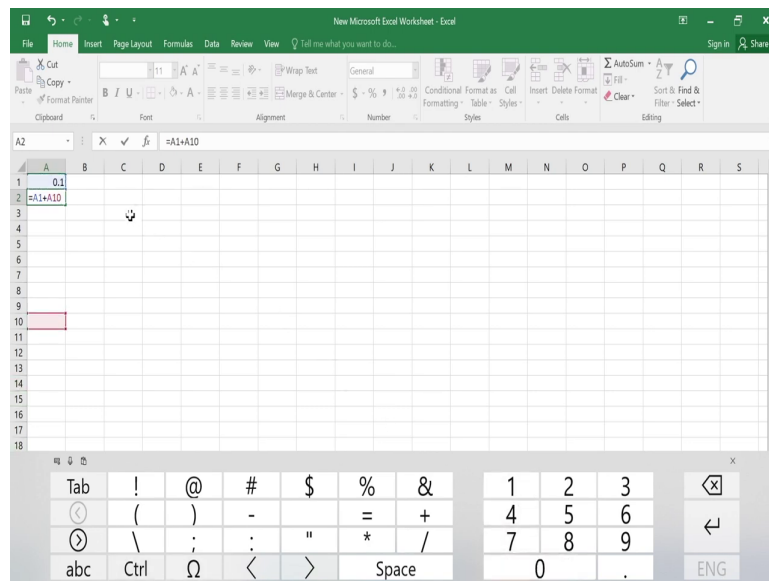 New Microsoft Excel Worksheet - Excel
File Home Insert Page Layout Formulas Data Review View Tell me what you want to do... Sign in Share
Cut
Copy
Format Painter
Paste
Clipboard
11 A A
B I U A
Font
Wrap Text
Merge & Center
Alignment
General
$ % , .0 .00 .00 .0
Number
Conditional Formatting
Format as Table
Cell Styles
Styles
Insert Delete Format
Cells
AutoSum
Fill
Clear
Sort & Filter
Find & Select
Editing
A2 fx =A1+A10
A B C D E F G H I J K L M N O P Q R S
1 0.1
2 =A1+A10
3
4
5
6
7
8
9
10
11
12
13
14
15
16
17
18
Tab ! @ # $ % & 1 2 3
( ) - = + 4 5 6
\ ; : " * / 7 8 9
abc Ctrl Ω < > Space 0 . ENG